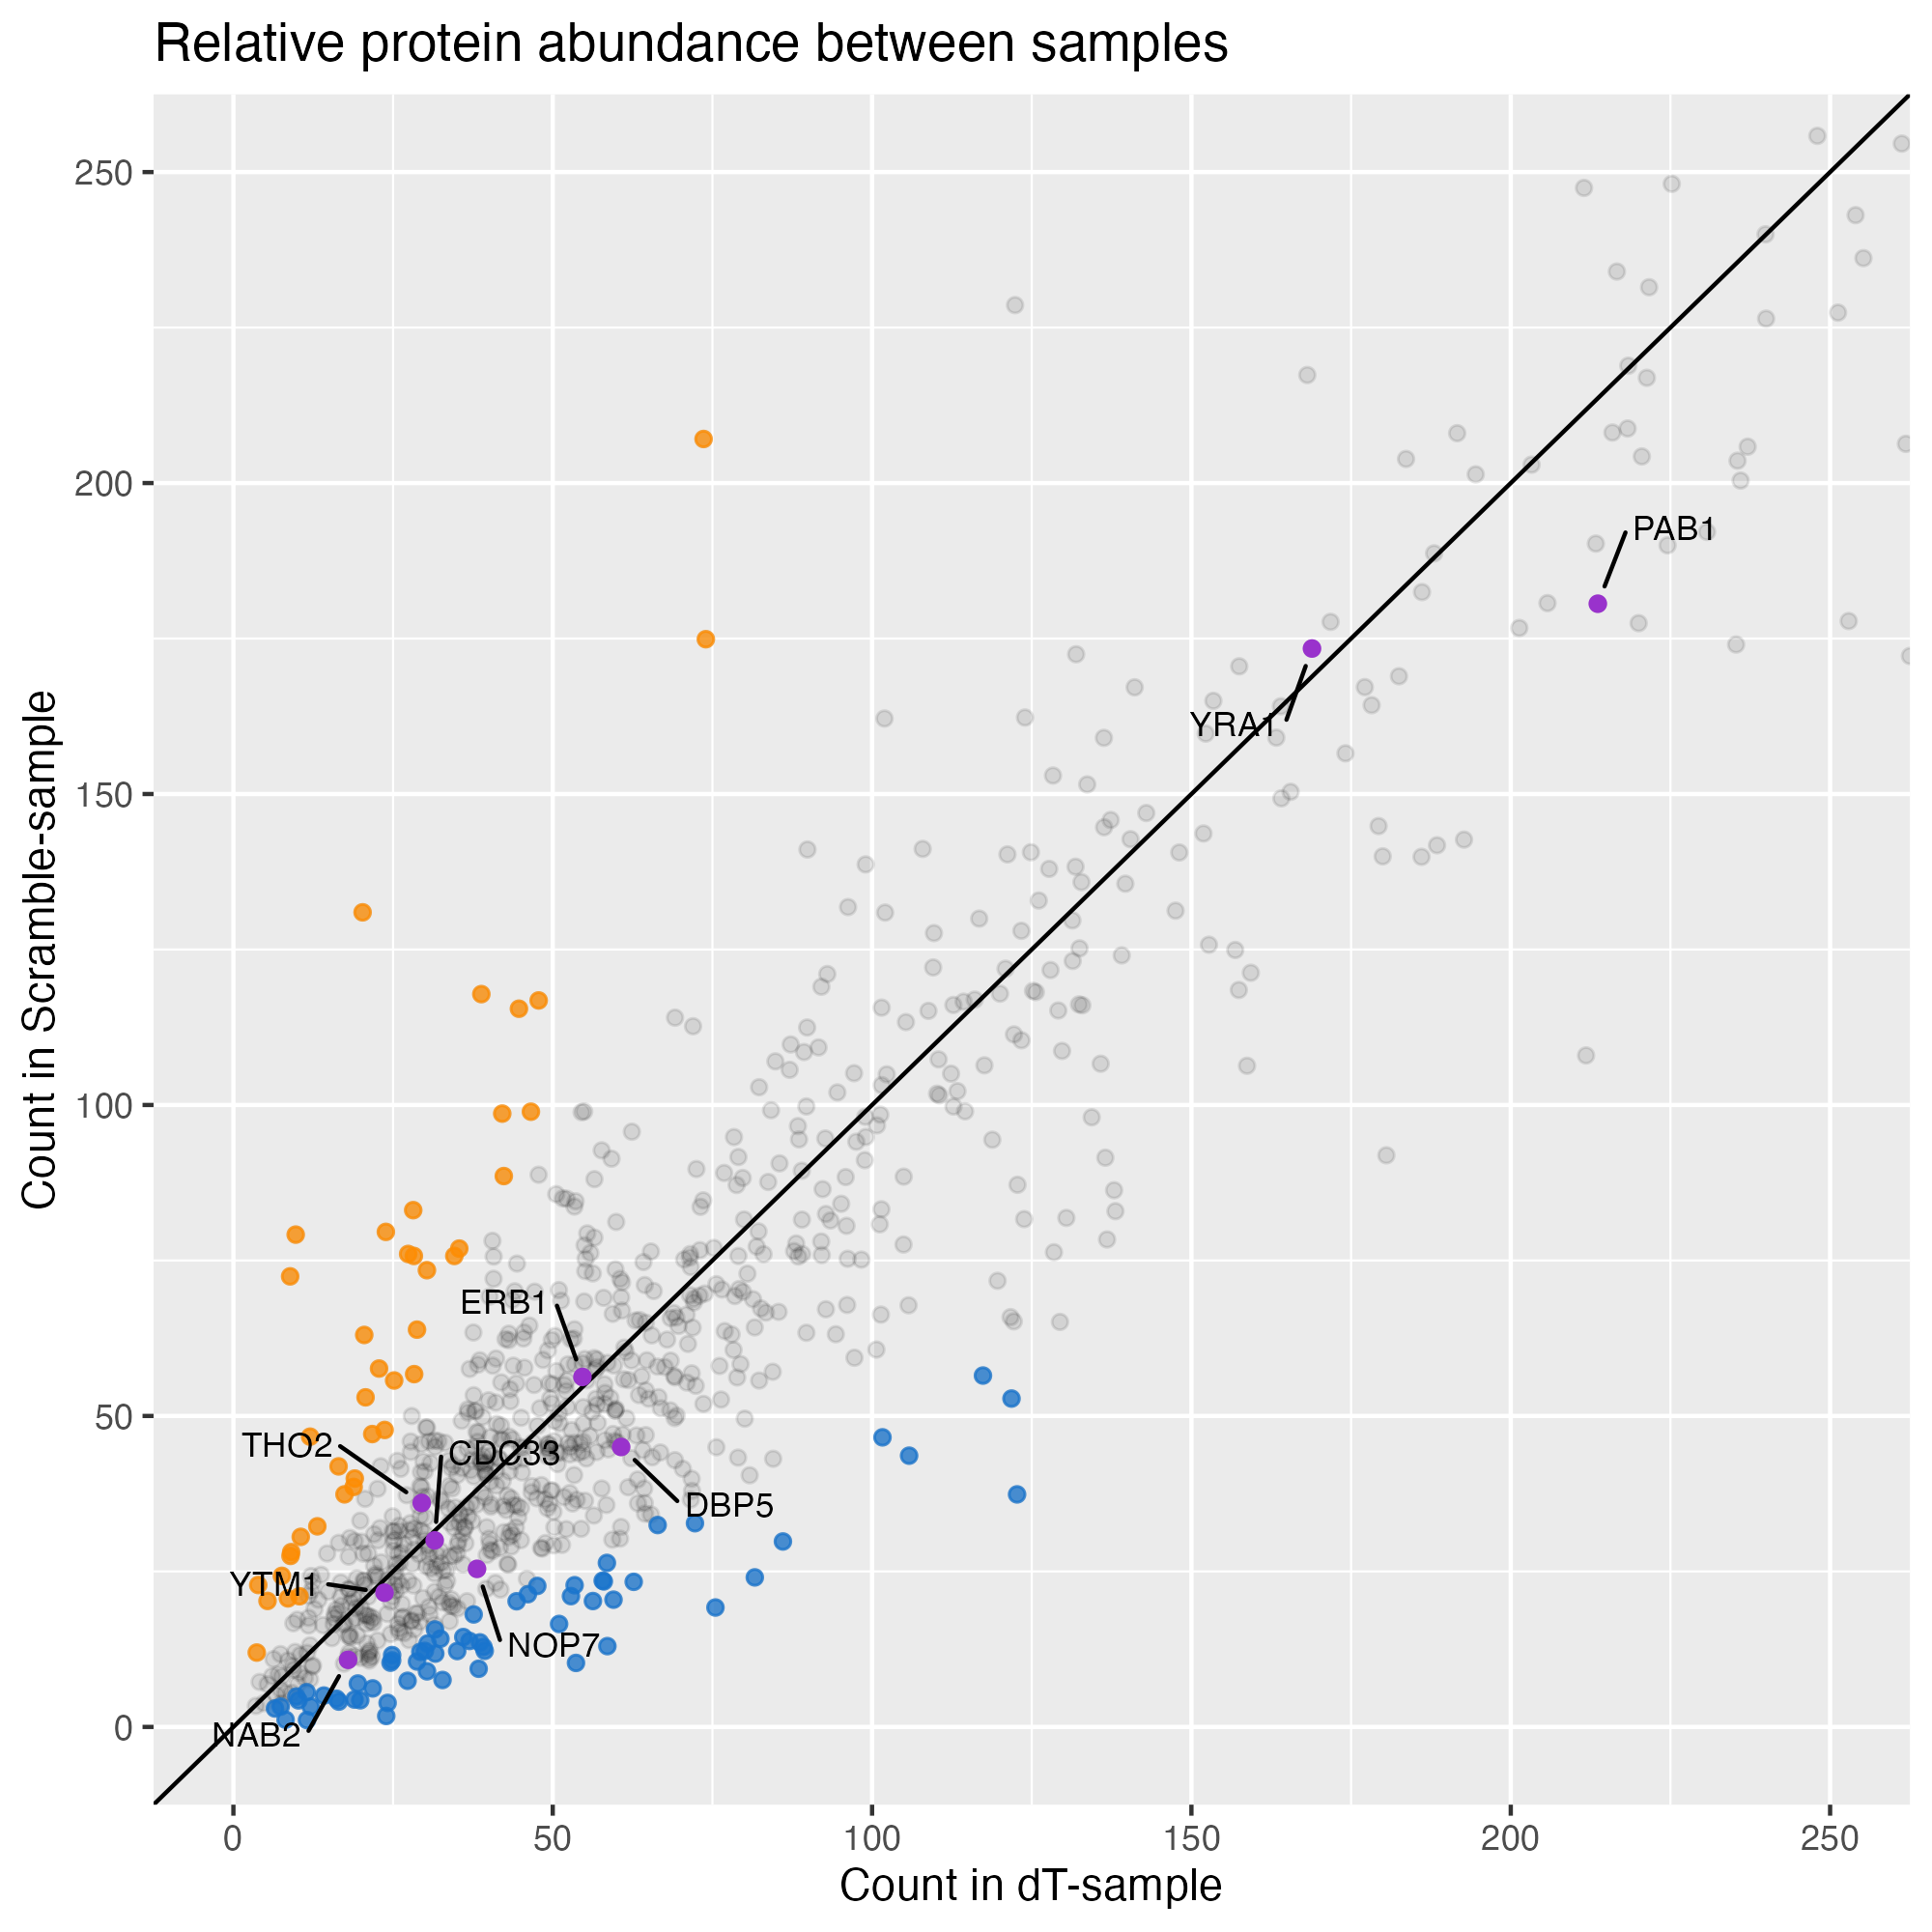 Relative protein abundance between samples
250
200
150
100
50
0
Count in Scramble-sample
PAB1
YRA1
ERB1
THO2
CDC33
DBP5
YTM1
NOP7
NAB2
0
50
100
150
200
250
Count in dT-sample